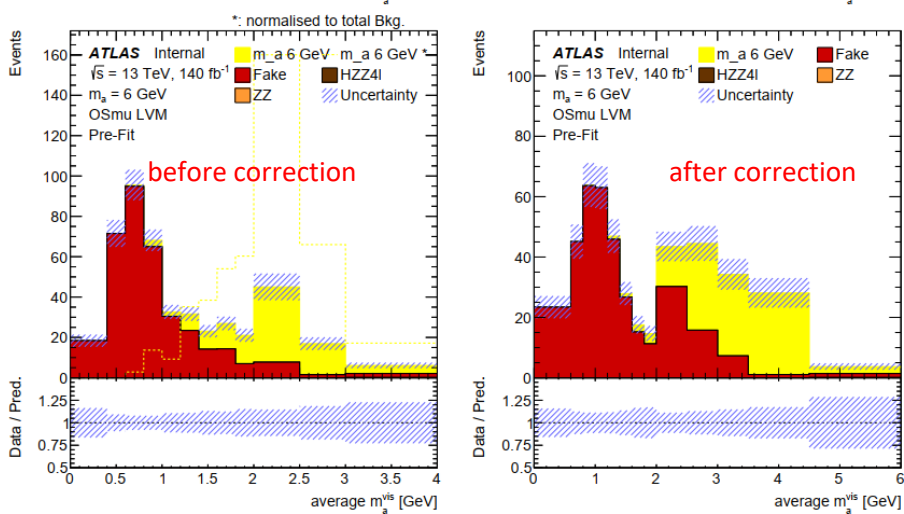 a
a
*: normalised to total Bkg.
Events
160
140
120
100
80
60
40
20
0
ATLAS Internal
√s = 13 TeV, 140 fb⁻¹
m_a = 6 GeV
OSmu LVM
Pre-Fit
m_a 6 GeV
m_a 6 GeV *
Fake
HZZ4l
ZZ
Uncertainty
before correction
Data / Pred.
1.25
1
0.75
0.5
0 0.5 1 1.5 2 2.5 3 3.5 4
average m_a^vis [GeV]
Events
100
80
60
40
20
0
ATLAS Internal
√s = 13 TeV, 140 fb⁻¹
m_a = 6 GeV
OSmu LVM
Pre-Fit
m_a 6 GeV
Fake
HZZ4l
ZZ
Uncertainty
after correction
Data / Pred.
1.25
1
0.75
0.5
0 1 2 3 4 5 6
average m_a^vis [GeV]